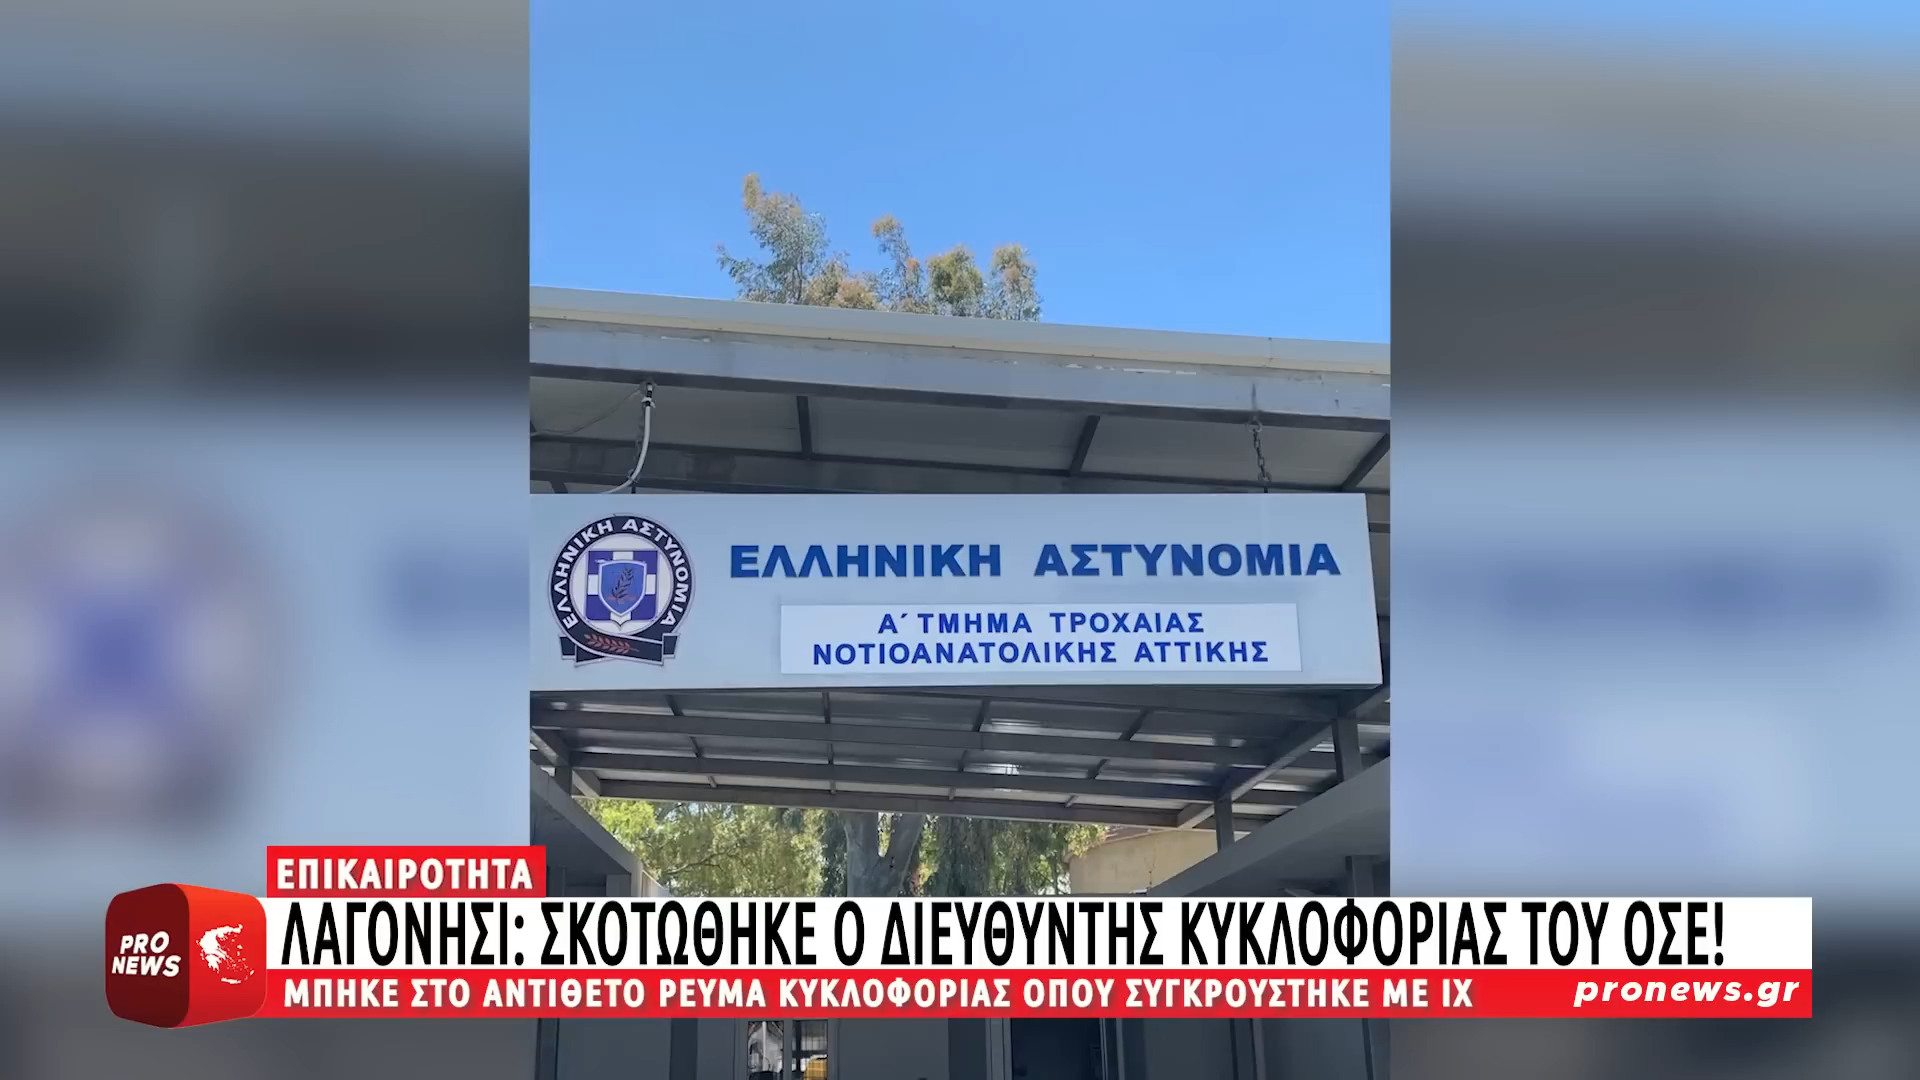 ΕΛΛΗΝΙΚΗ ΑΣΤΥΝΟΜΙΑ
ΕΛΛΗΝΙΚΗ ΑΣΤΥΝΟΜΙΑ
Α΄ ΤΜΗΜΑ ΤΡΟΧΑΙΑΣ
ΝΟΤΙΟΑΝΑΤΟΛΙΚΗΣ ΑΤΤΙΚΗΣ
ΕΠΙΚΑΙΡΟΤΗΤΑ
PRO
NEWS
ΛΑΓΟΝΗΣΙ: ΣΚΟΤΩΘΗΚΕ Ο ΔΙΕΥΘΥΝΤΗΣ ΚΥΚΛΟΦΟΡΙΑΣ ΤΟΥ ΟΣΕ!
ΜΠΗΚΕ ΣΤΟ ΑΝΤΙΘΕΤΟ ΡΕΥΜΑ ΚΥΚΛΟΦΟΡΙΑΣ ΟΠΟΥ ΣΥΓΚΡΟΥΣΤΗΚΕ ΜΕ ΙΧ
pronews.gr